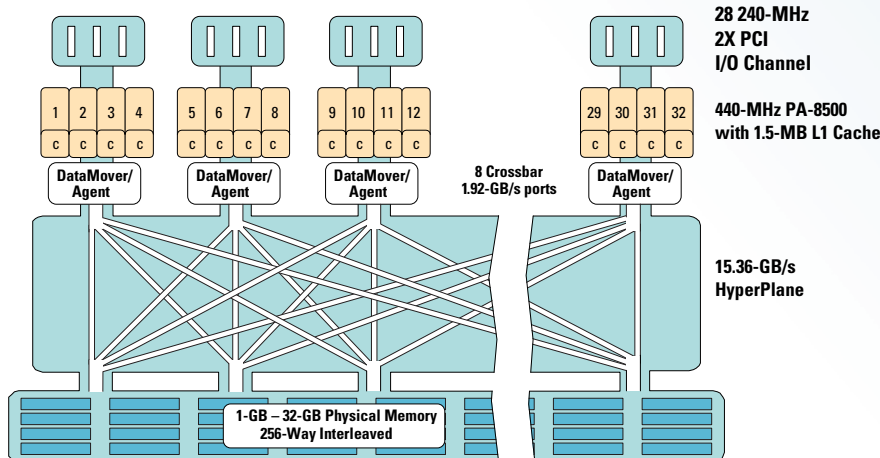 28 240-MHz
2X PCI
I/O Channel
1 2 3 4
5 6 7 8
9 10 11 12
29 30 31 32
c c c c
c c c c
c c c c
c c c c
440-MHz PA-8500
with 1.5-MB L1 Cache
DataMover/
Agent
DataMover/
Agent
DataMover/
Agent
8 Crossbar
1.92-GB/s ports
DataMover/
Agent
15.36-GB/s
HyperPlane
1-GB – 32-GB Physical Memory
256-Way Interleaved